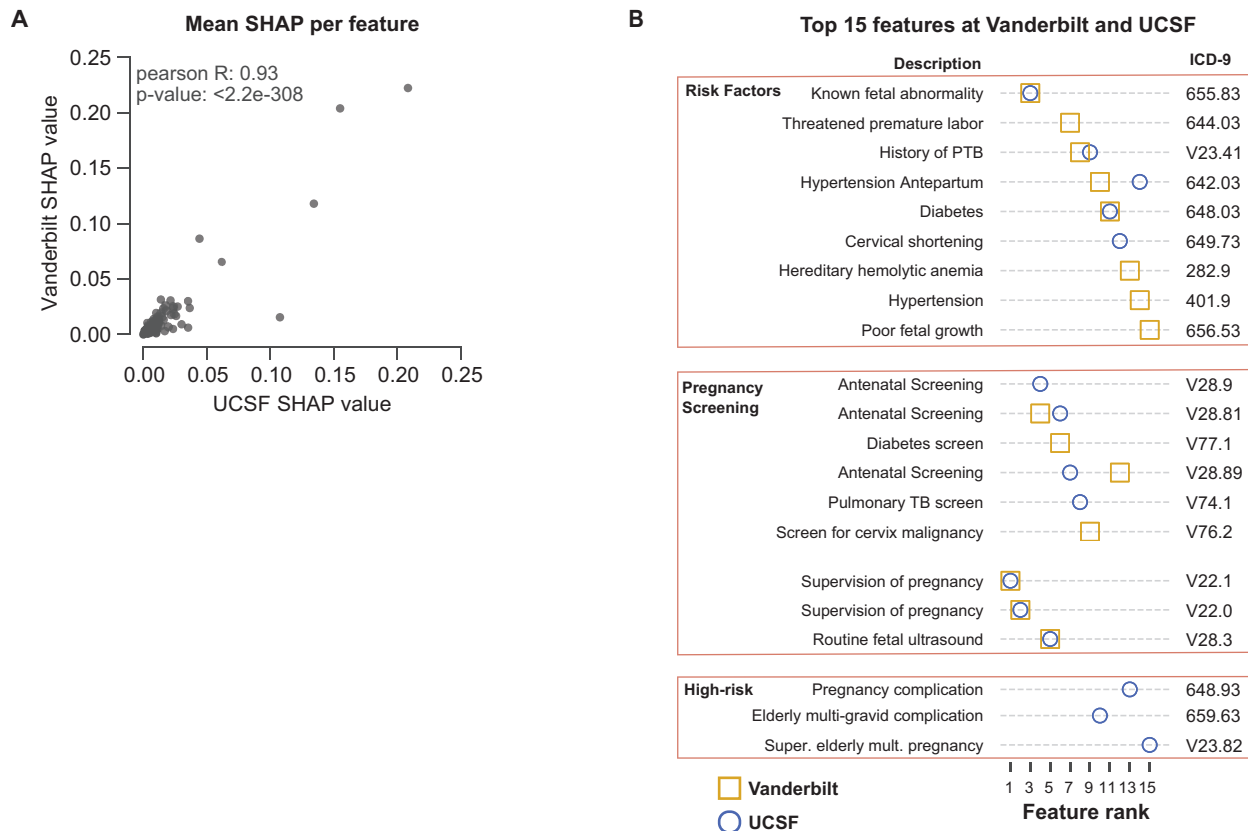 A
Mean SHAP per feature
pearson R: 0.93
p-value: <2.2e-308
0.25
0.20
0.15
0.10
0.05
0.00
Vanderbilt SHAP value
0.00 0.05 0.10 0.15 0.20 0.25
UCSF SHAP value
B
Top 15 features at Vanderbilt and UCSF
Description ICD-9
Risk Factors
Known fetal abnormality 655.83
Threatened premature labor 644.03
History of PTB V23.41
Hypertension Antepartum 642.03
Diabetes 648.03
Cervical shortening 649.73
Hereditary hemolytic anemia 282.9
Hypertension 401.9
Poor fetal growth 656.53
Pregnancy
Screening
Antenatal Screening V28.9
Antenatal Screening V28.81
Diabetes screen V77.1
Antenatal Screening V28.89
Pulmonary TB screen V74.1
Screen for cervix malignancy V76.2
Supervision of pregnancy V22.1
Supervision of pregnancy V22.0
Routine fetal ultrasound V28.3
High-risk
Pregnancy complication 648.93
Elderly multi-gravid complication 659.63
Super. elderly mult. pregnancy V23.82
1 3 5 7 9 11 13 15
Feature rank
Vanderbilt
UCSF